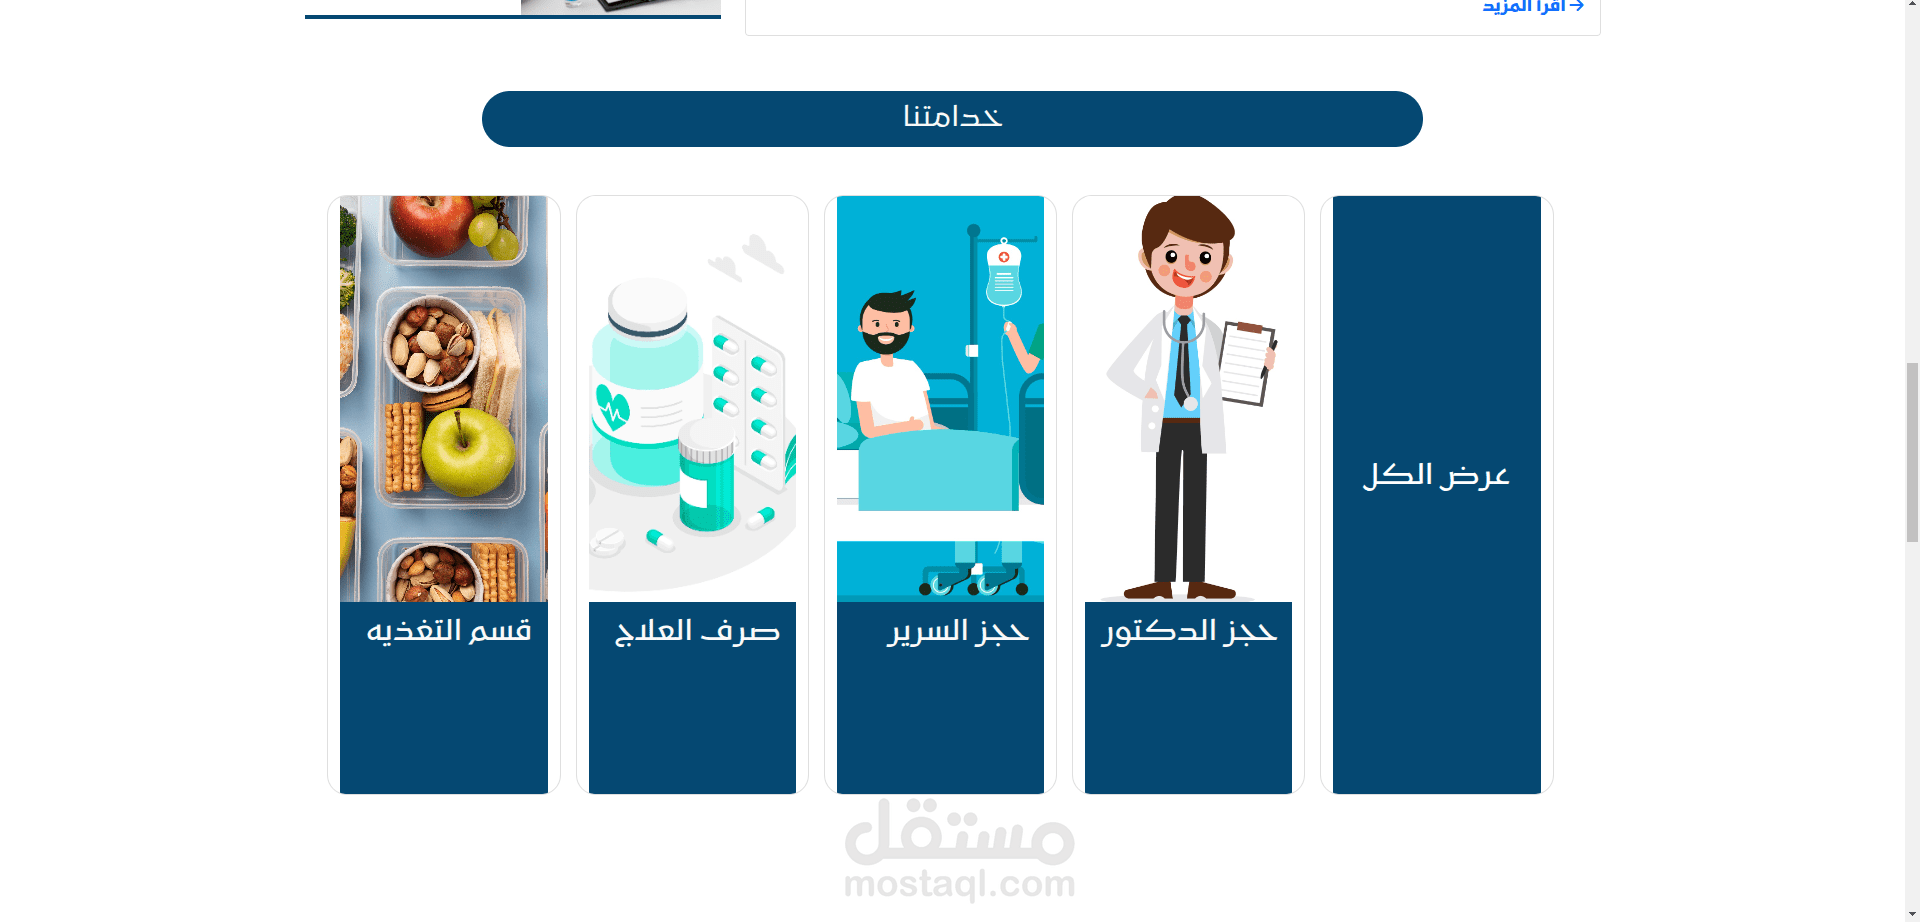 اقرأ المزيد
خدامتنا
عرض الكل
حجز الدكتور
حجز السرير
صرف العلاج
قسم التغذيه
مستقل
mostaql.com